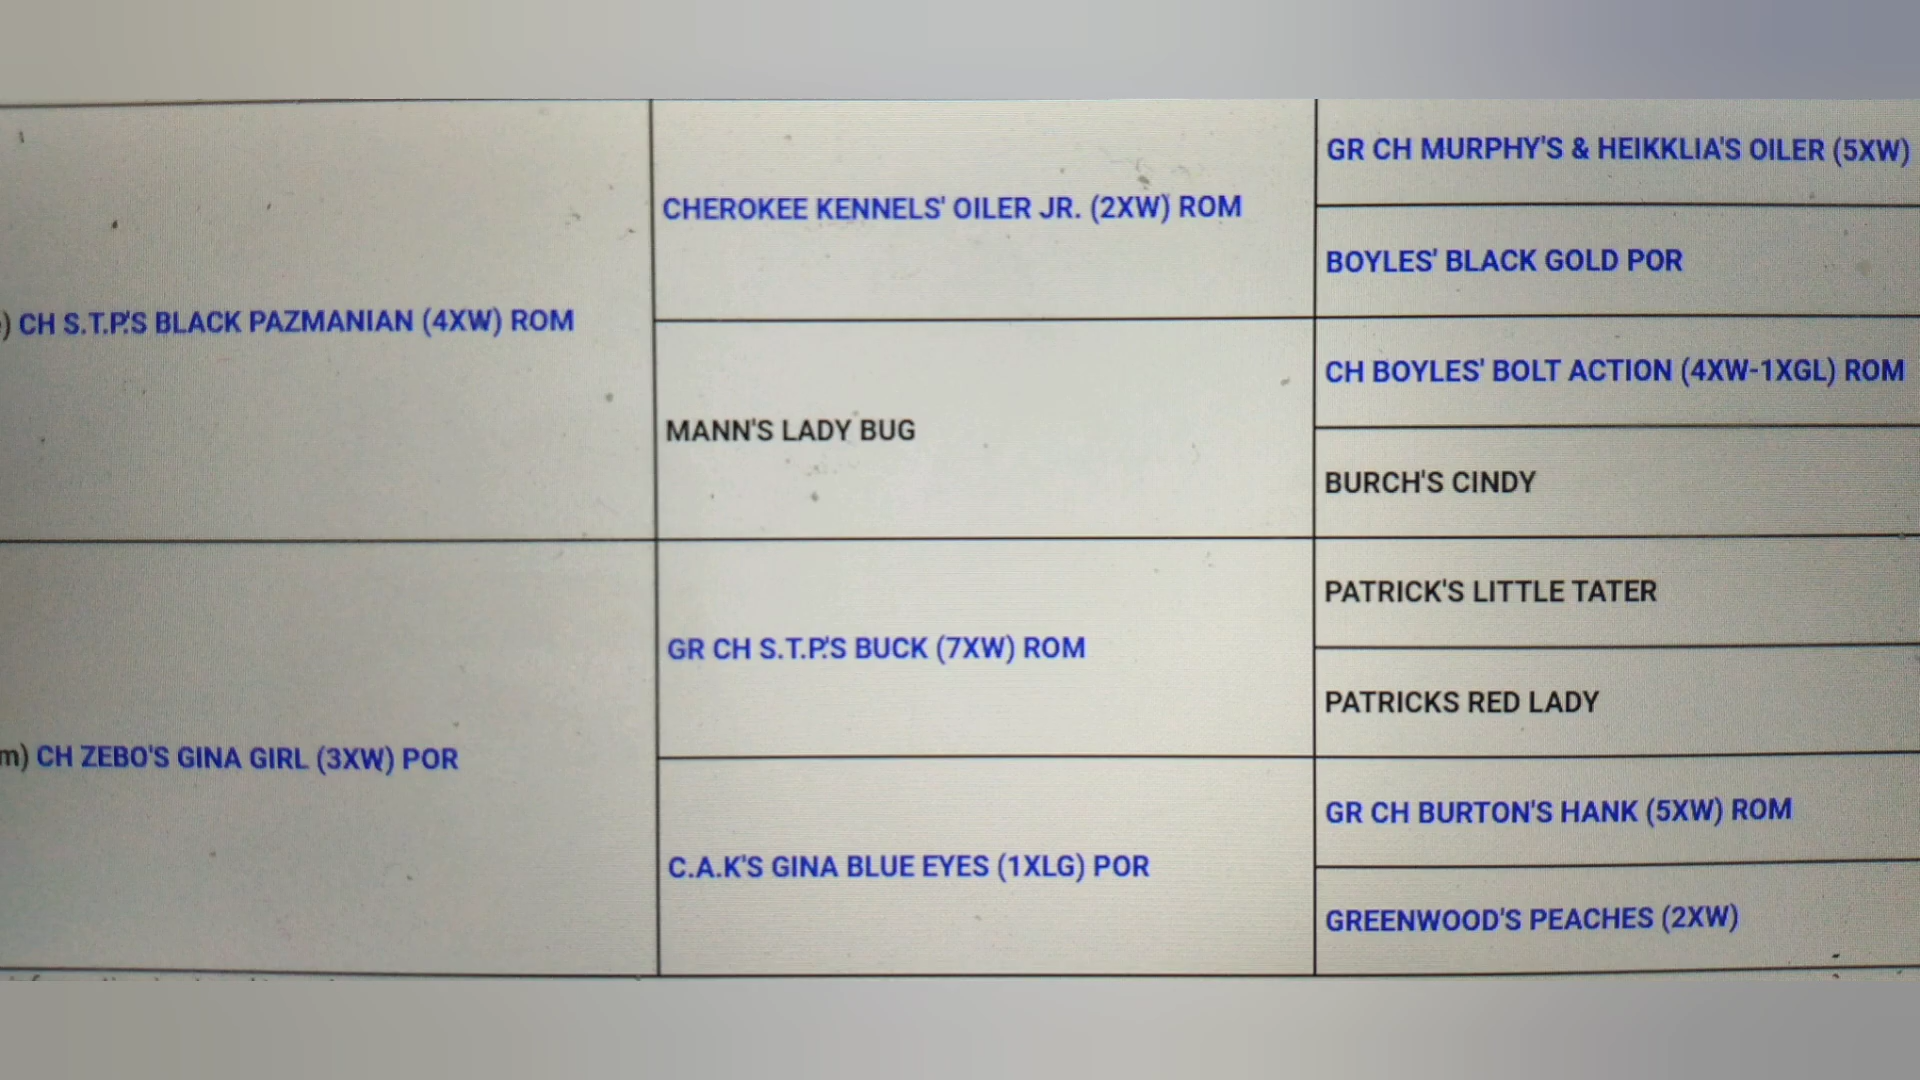 GR CH MURPHY'S & HEIKKLIA'S OILER (5XW)
CHEROKEE KENNELS' OILER JR. (2XW) ROM
BOYLES' BLACK GOLD POR
) CH S.T.P.'S BLACK PAZMANIAN (4XW) ROM
CH BOYLES' BOLT ACTION (4XW-1XGL) ROM
MANN'S LADY BUG
BURCH'S CINDY
PATRICK'S LITTLE TATER
GR CH S.T.P.'S BUCK (7XW) ROM
PATRICKS RED LADY
m) CH ZEBO'S GINA GIRL (3XW) POR
GR CH BURTON'S HANK (5XW) ROM
C.A.K'S GINA BLUE EYES (1XLG) POR
GREENWOOD'S PEACHES (2XW)